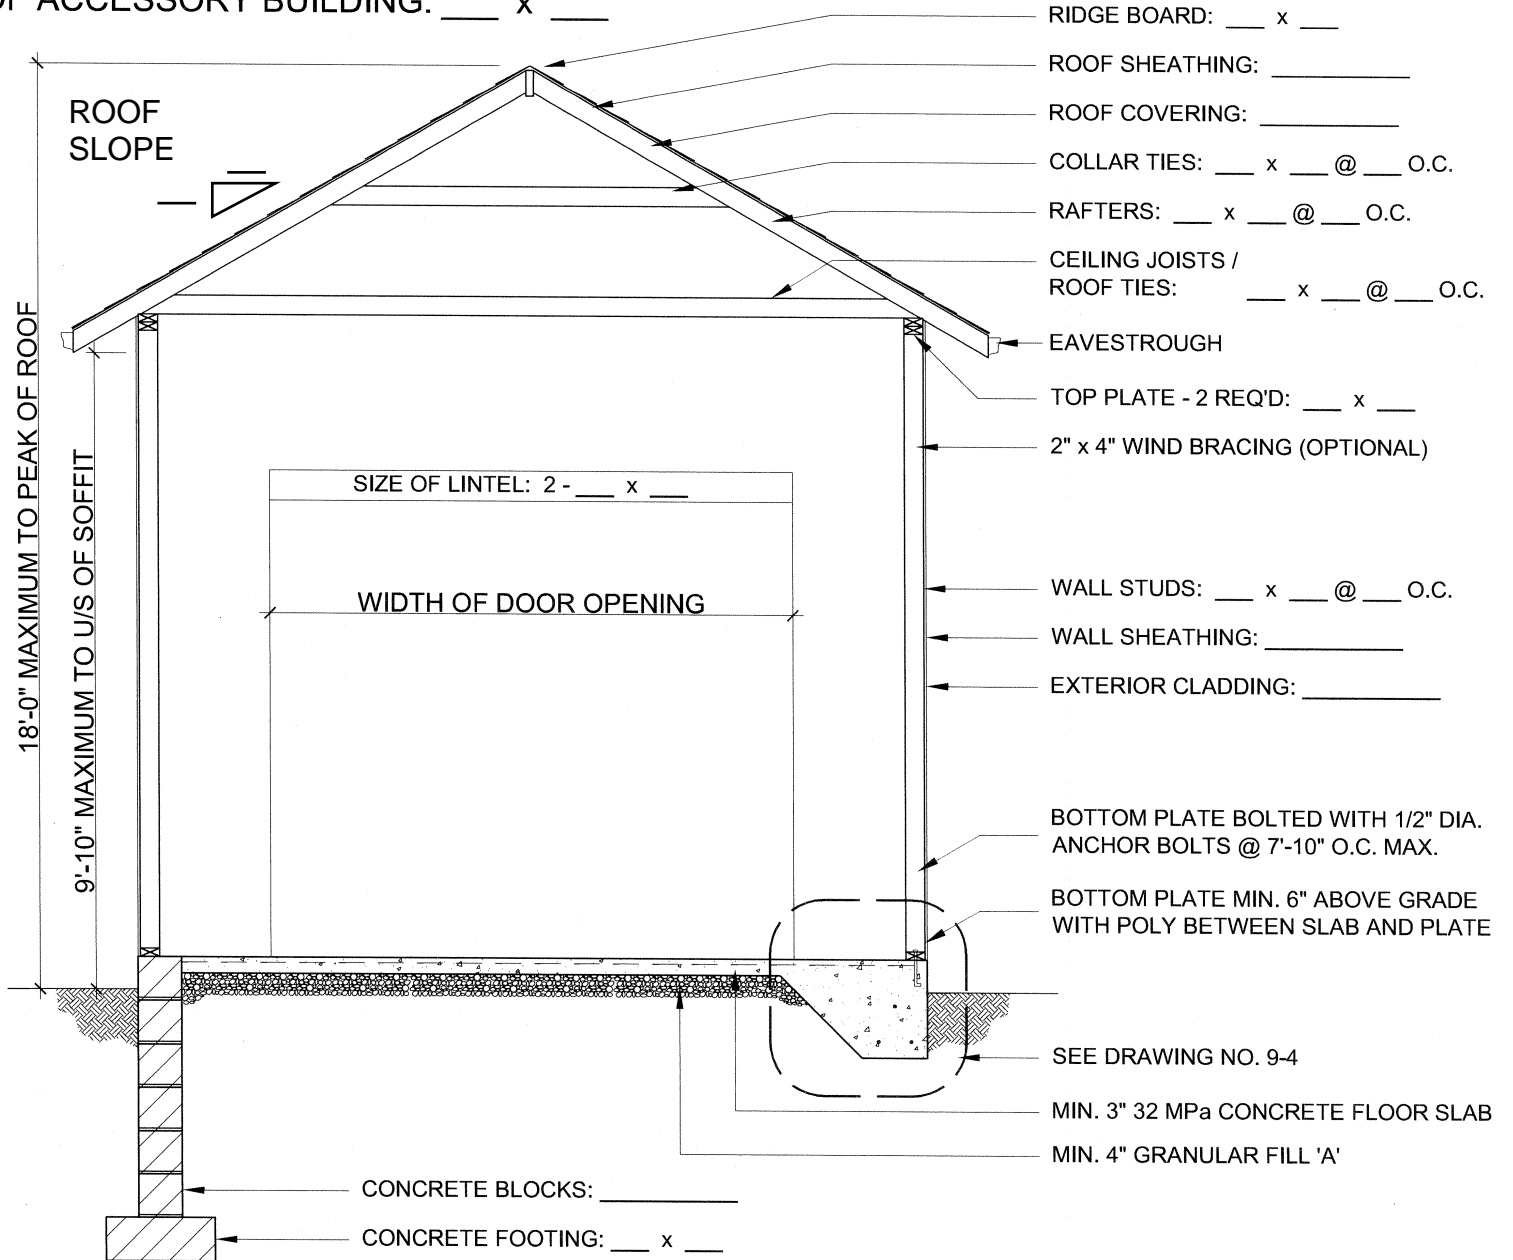 ACCESSORY BUILDING: ___ x ___
RIDGE BOARD: ___ x ___
ROOF SHEATHING: ___
ROOF COVERING: ___
COLLAR TIES: ___ x ___ @ ___ O.C.
RAFTERS: ___ x ___ @ ___ O.C.
CEILING JOISTS /
ROOF TIES: ___ x ___ @ ___ O.C.
EAVESTROUGH
TOP PLATE - 2 REQ'D: ___ x ___
2" x 4" WIND BRACING (OPTIONAL)
WALL STUDS: ___ x ___ @ ___ O.C.
WALL SHEATHING: ___
EXTERIOR CLADDING: ___
BOTTOM PLATE BOLTED WITH 1/2" DIA.
ANCHOR BOLTS @ 7'-10" O.C. MAX.
BOTTOM PLATE MIN. 6" ABOVE GRADE
WITH POLY BETWEEN SLAB AND PLATE
SEE DRAWING NO. 9-4
MIN. 3" 32 MPa CONCRETE FLOOR SLAB
MIN. 4" GRANULAR FILL 'A'
ROOF
SLOPE
18'-0" MAXIMUM TO PEAK OF ROOF
9'-10" MAXIMUM TO U/S OF SOFFIT
SIZE OF LINTEL: 2 - ___ x ___
WIDTH OF DOOR OPENING
CONCRETE BLOCKS: ___
CONCRETE FOOTING: ___ x ___